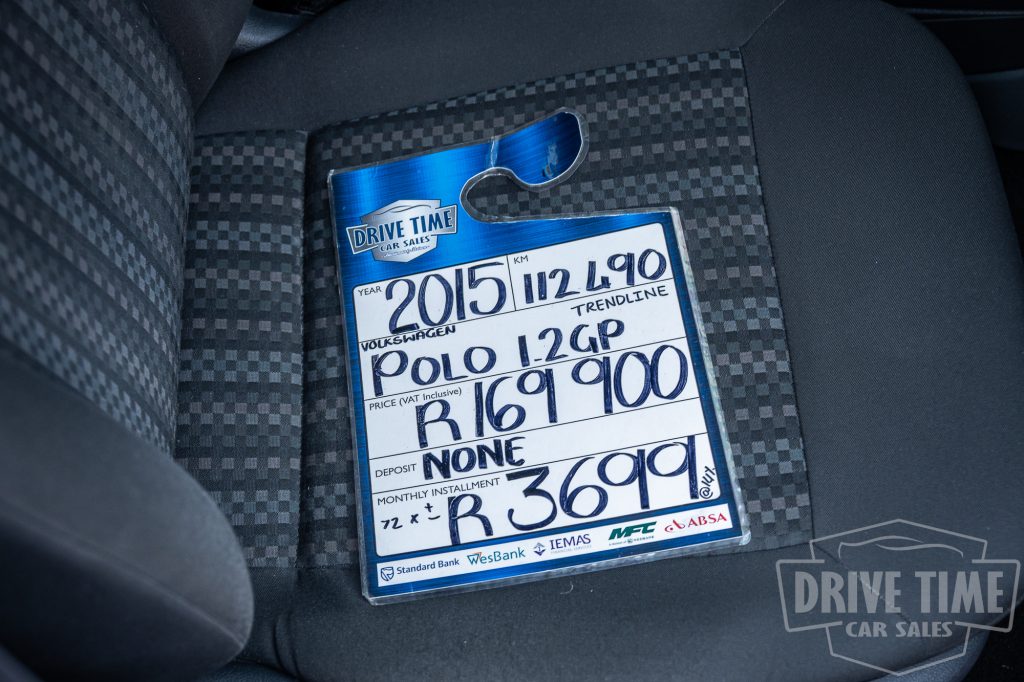 DRIVE TIME
CAR SALES
YEAR 2015 KM 112 490
VOLKSWAGEN TRENDLINE
POLO 1.2GP
PRICE (VAT Inclusive) R169 900
DEPOSIT NONE
MONTHLY INSTALLMENT
72 x ± R 3699
Standard Bank WesBank IEMAS MFC ABSA
DRIVE TIME
CAR SALES